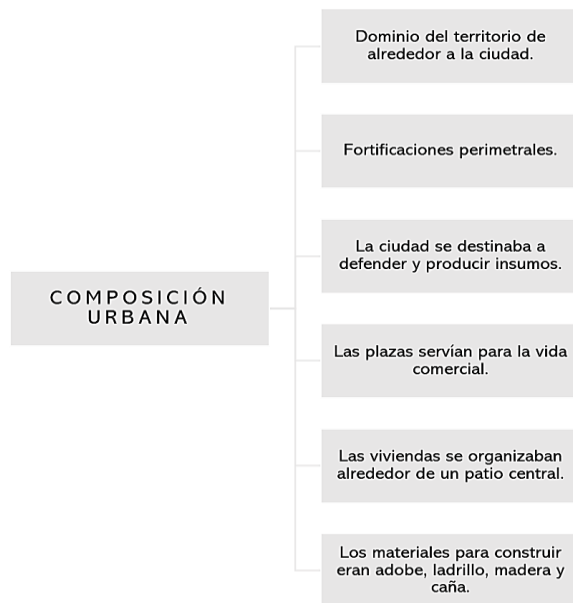 Dominio del territorio de
alrededor a la ciudad.
Fortificaciones perimetrales.
La ciudad se destinaba a
defender y producir insumos.
COMPOSICIÓN
URBANA
Las plazas servían para la vida
comercial.
Las viviendas se organizaban
alrededor de un patio central.
Los materiales para construir
eran adobe, ladrillo, madera y
caña.